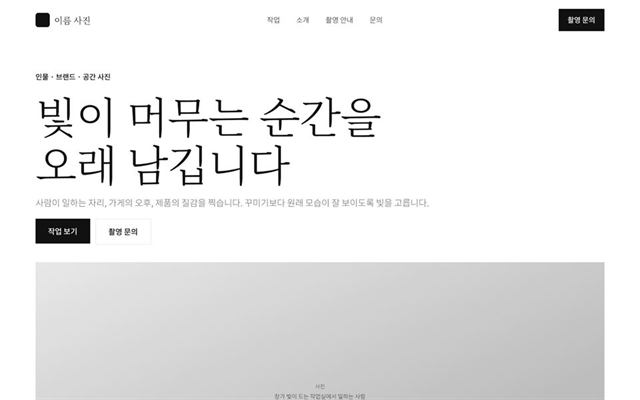 이름 사진
작업
소개
촬영 안내
문의
촬영 문의
인물 · 브랜드 · 공간 사진
빛이 머무는 순간을
오래 남깁니다
사람이 일하는 자리, 가게의 오후, 제품의 질감을 찍습니다. 꾸미기보다 원래 모습이 잘 보이도록 빛을 고릅니다.
작업 보기
촬영 문의
사진
창가 빛이 드는 작업실에서 일하는 사람